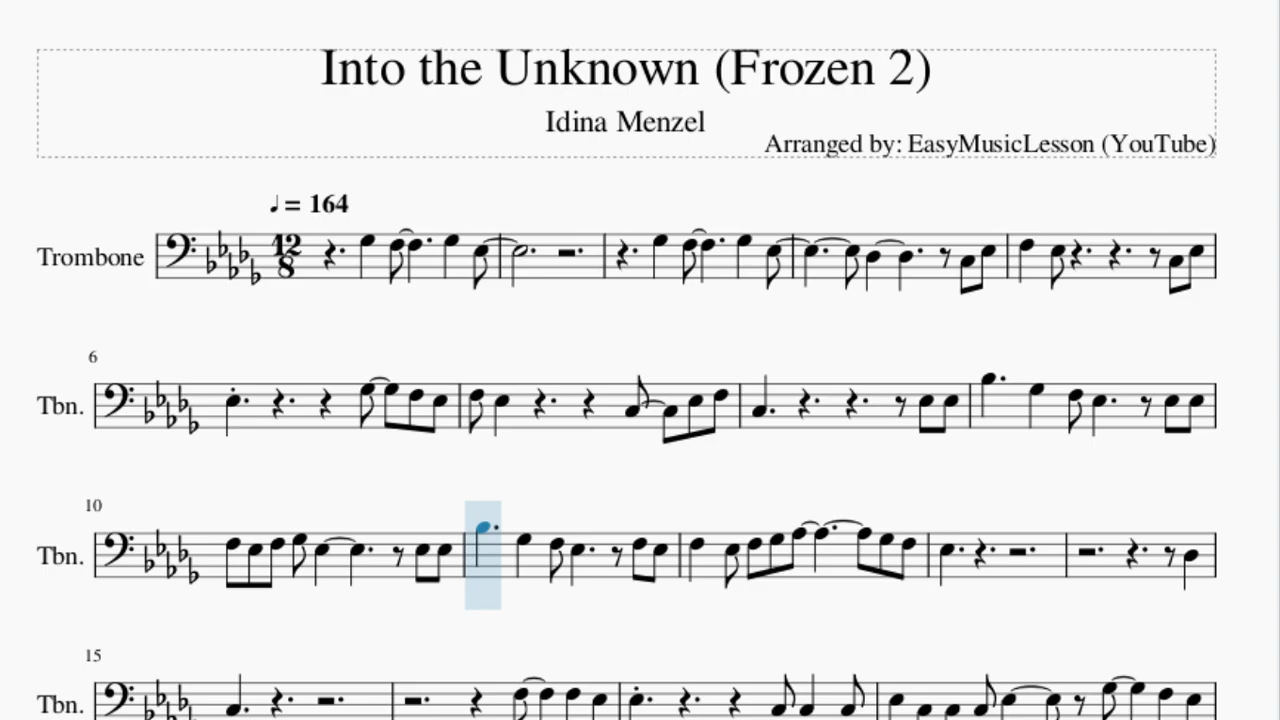 Into the Unknown (Frozen 2)
Idina Menzel
Arranged by: EasyMusicLesson (YouTube)
♩= 164
Trombone
12
8
6
Tbn.
10
Tbn.
15
Tbn.